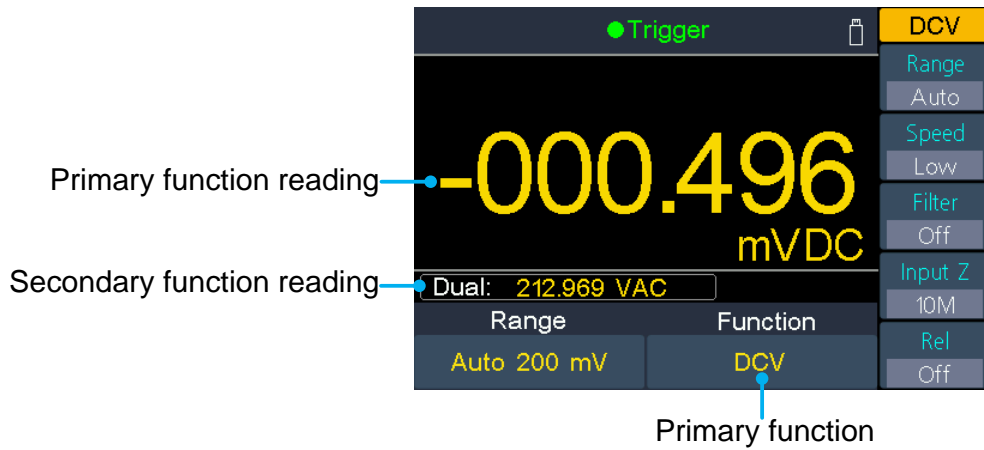 Trigger
DCV
Range
Auto
Speed
Low
Filter
Off
Input Z
10M
Rel
Off
Primary function reading
-000.496
mVDC
Secondary function reading
Dual: 212.969 VAC
Range Function
Auto 200 mV DCV
Primary function